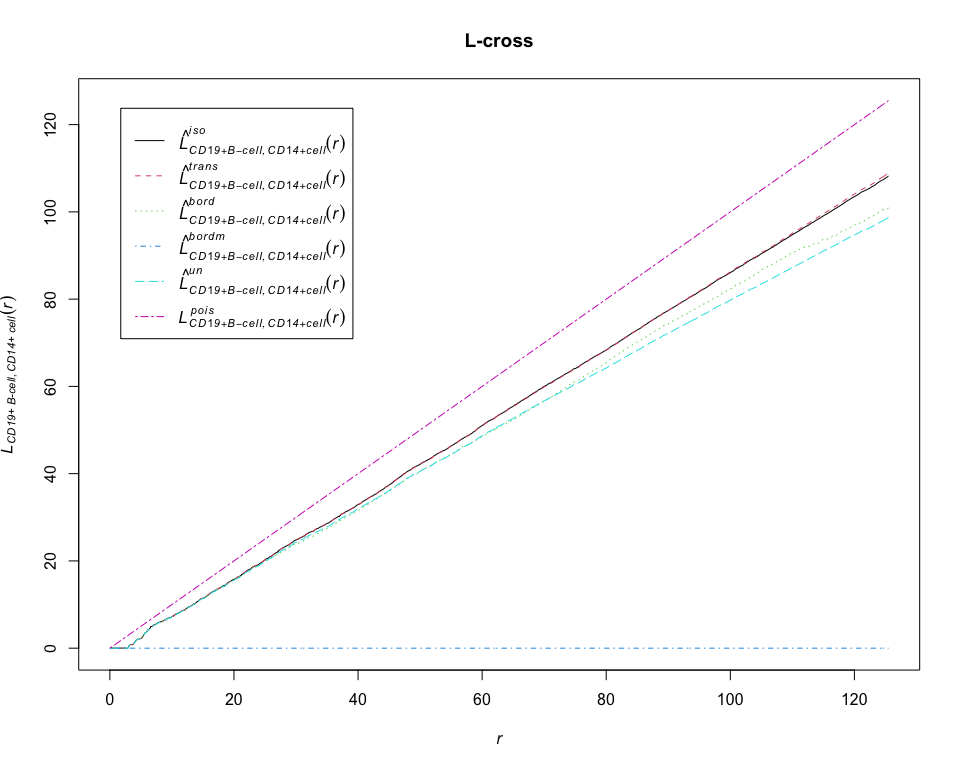 L-cross
L̂^iso_CD19+B−cell, CD14+cell(r)
L̂^trans_CD19+B−cell, CD14+cell(r)
L̂^bord_CD19+B−cell, CD14+cell(r)
L̂^bordm_CD19+B−cell, CD14+cell(r)
L̂^un_CD19+B−cell, CD14+cell(r)
L^pois_CD19+B−cell, CD14+cell(r)
L_CD19+ B-cell, CD14+ cell(r)
120
100
80
60
40
20
0
0 20 40 60 80 100 120
r